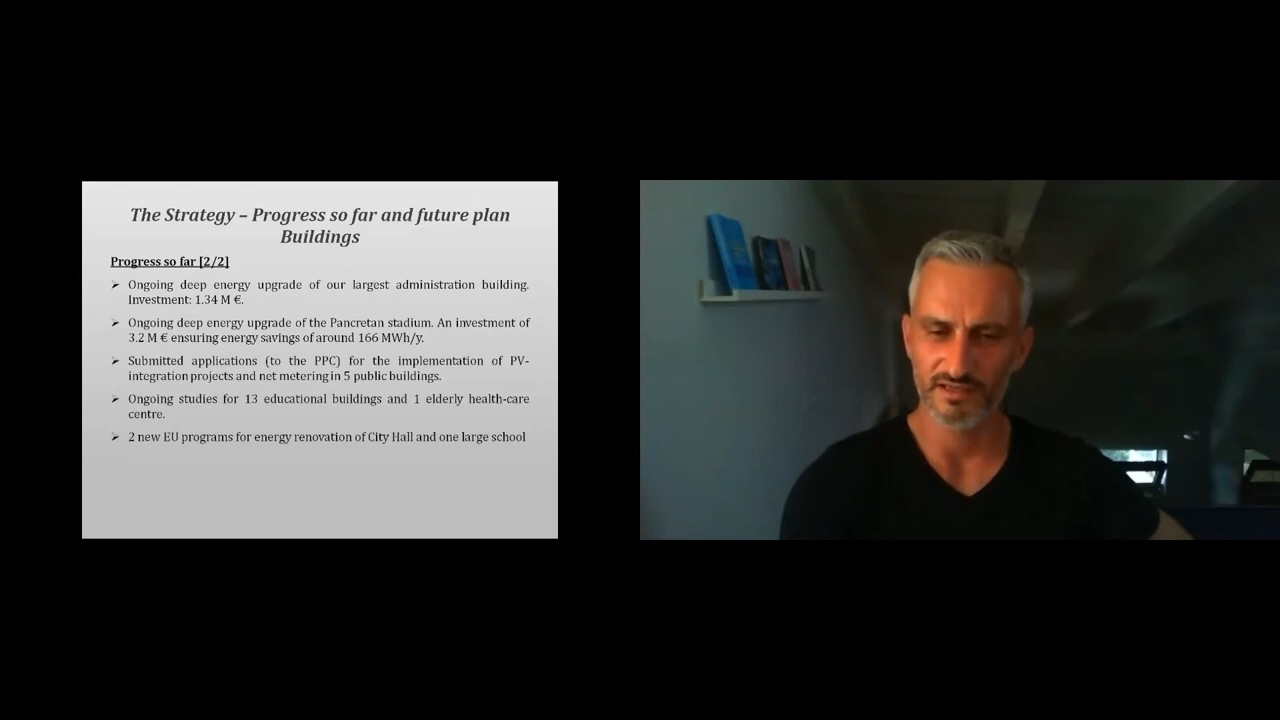 The Strategy – Progress so far and future plan
Buildings
Progress so far [2/2]
➢ Ongoing deep energy upgrade of our largest administration building.
Investment: 1.34 M €.
➢ Ongoing deep energy upgrade of the Pancretan stadium. An investment of
3.2 M € ensuring energy savings of around 166 MWh/y.
➢ Submitted applications (to the PPC) for the implementation of PV-
integration projects and net metering in 5 public buildings.
➢ Ongoing studies for 13 educational buildings and 1 elderly health-care
centre.
➢ 2 new EU programs for energy renovation of City Hall and one large school